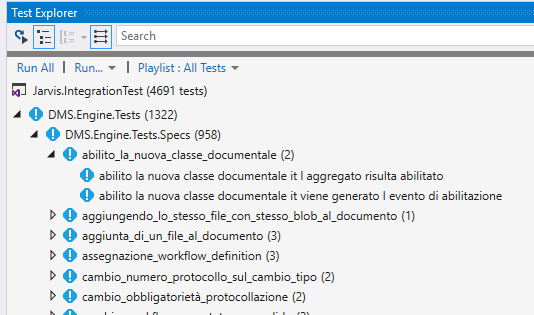 Test Explorer
Search
Run All | Run... | Playlist : All Tests
Jarvis.IntegrationTest (4691 tests)
DMS.Engine.Tests (1322)
DMS.Engine.Tests.Specs (958)
abilito_la_nuova_classe_documentale (2)
abilito la nuova classe documentale it l aggregato risulta abilitato
abilito la nuova classe documentale it viene generato l evento di abilitazione
aggiungendo_lo_stesso_file_con_stesso_blob_al_documento (1)
aggiunta_di_un_file_al_documento (3)
assegnazione_workflow_definition (3)
cambio_numero_protocollo_sul_cambio_tipo (2)
cambio_obbligatorietà_protocollazione (2)